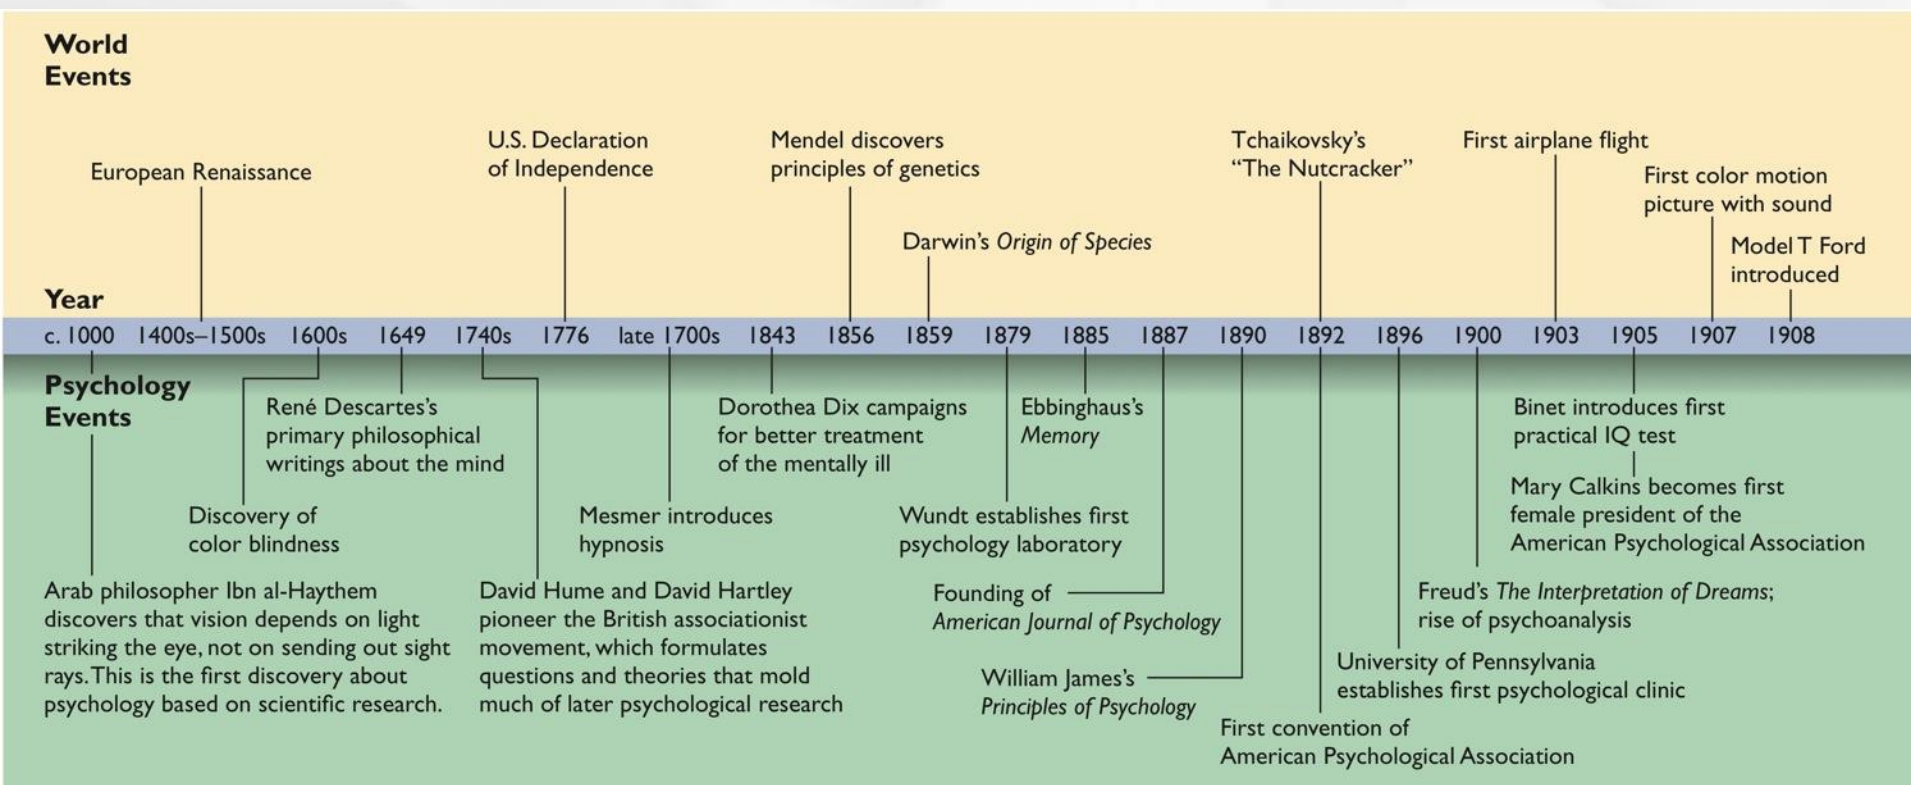 World
Events
European Renaissance
U.S. Declaration
of Independence
Mendel discovers
principles of genetics
Darwin's Origin of Species
Tchaikovsky's
“The Nutcracker”
First airplane flight
First color motion
picture with sound
Model T Ford
introduced
Year
c. 1000 1400s–1500s 1600s 1649 1740s 1776 late 1700s 1843 1856 1859 1879 1885 1887 1890 1892 1896 1900 1903 1905 1907 1908
Psychology
Events
Arab philosopher Ibn al-Haythem
discovers that vision depends on light
striking the eye, not on sending out sight
rays. This is the first discovery about
psychology based on scientific research.
Discovery of
color blindness
René Descartes's
primary philosophical
writings about the mind
David Hume and David Hartley
pioneer the British associationist
movement, which formulates
questions and theories that mold
much of later psychological research
Mesmer introduces
hypnosis
Dorothea Dix campaigns
for better treatment
of the mentally ill
Wundt establishes first
psychology laboratory
Ebbinghaus's
Memory
Founding of
American Journal of Psychology
William James's
Principles of Psychology
First convention of
American Psychological Association
University of Pennsylvania
establishes first psychological clinic
Freud's The Interpretation of Dreams;
rise of psychoanalysis
Binet introduces first
practical IQ test
Mary Calkins becomes first
female president of the
American Psychological Association